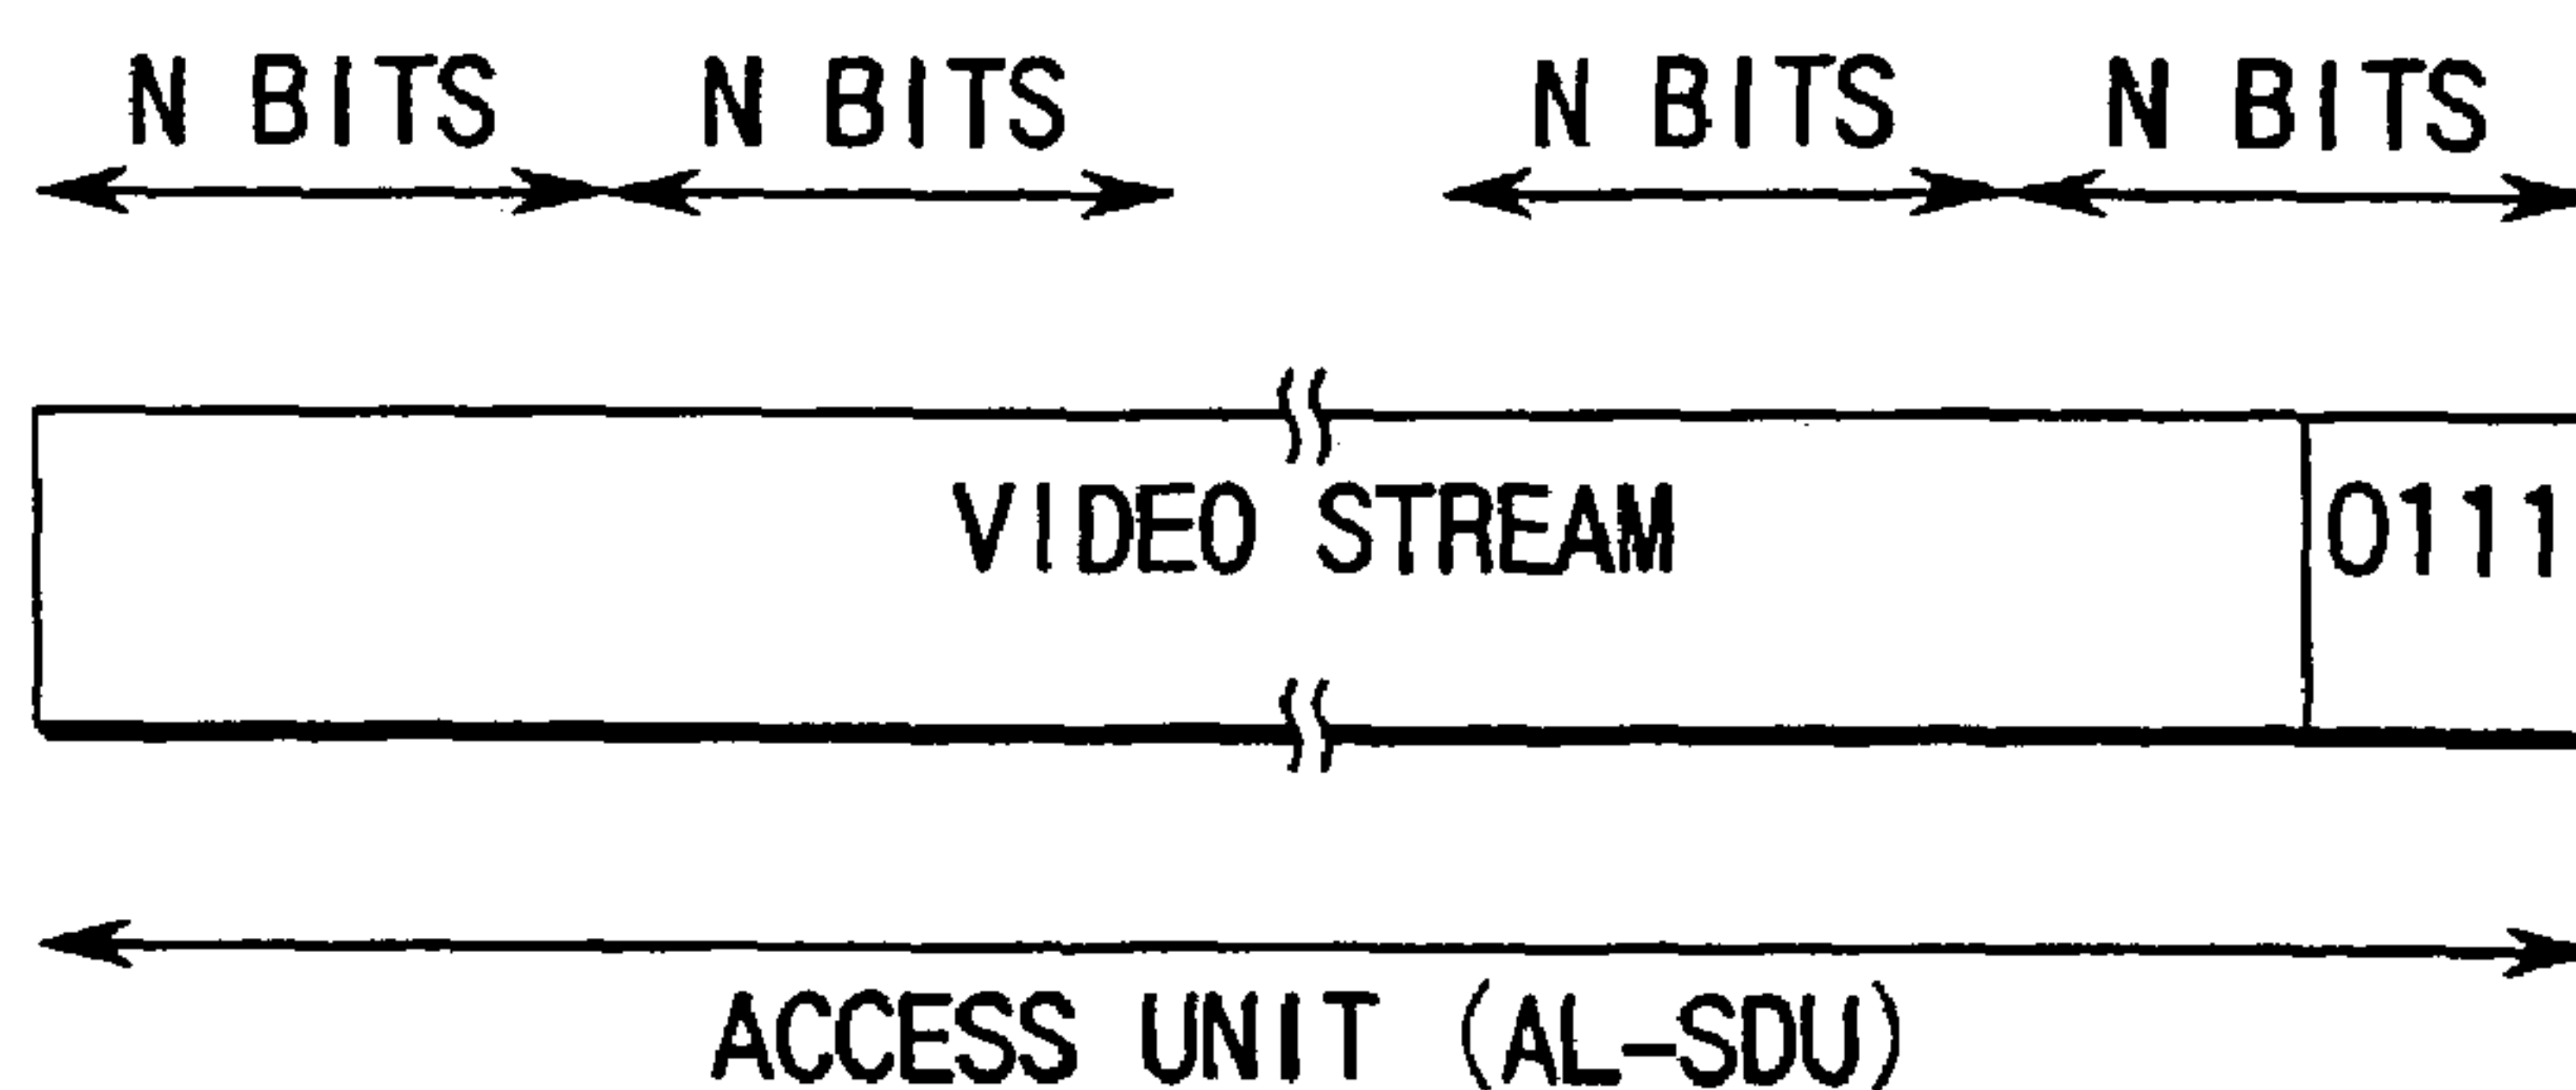 N BITS N BITS N BITS N BITS
VIDEO STREAM 0111
ACCESS UNIT (AL-SDU)